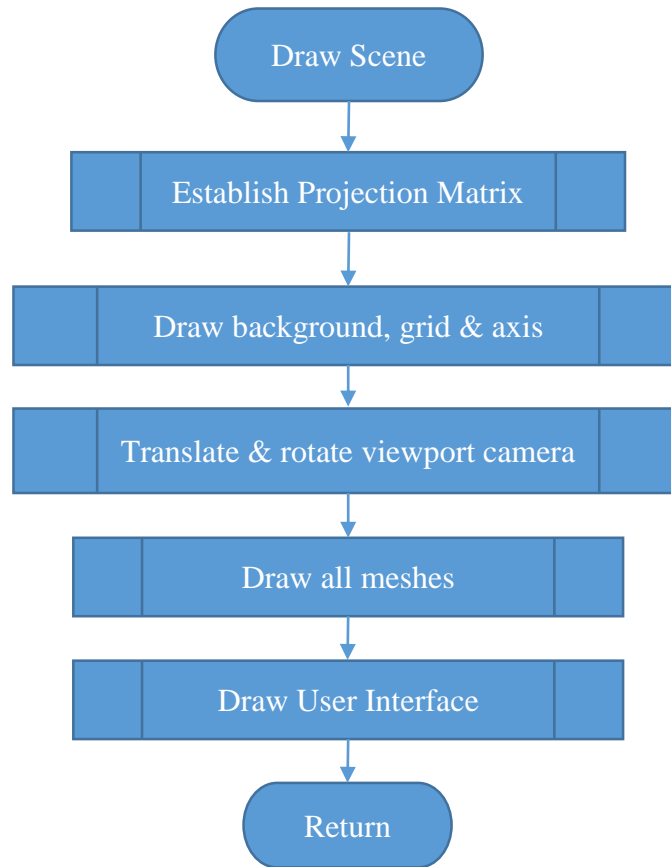 Draw Scene
Establish Projection Matrix
Draw background, grid & axis
Translate & rotate viewport camera
Draw all meshes
Draw User Interface
Return